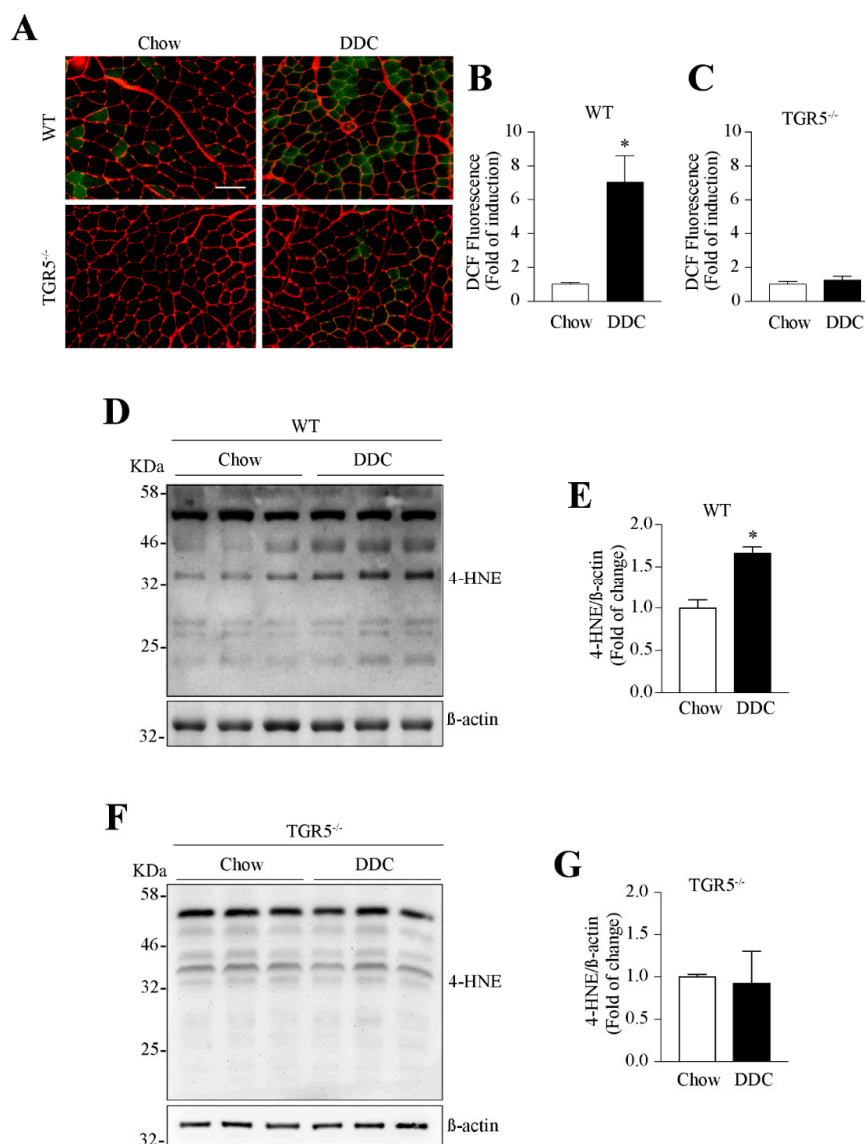 A
Chow
DDC
WT
TGR5-/-
B
WT
DCF Fluorescence
(Fold of induction)
10
8
6
4
2
0
*
Chow DDC
C
TGR5-/-
DCF Fluorescence
(Fold of induction)
10
8
6
4
2
0
Chow DDC
D
WT
Chow DDC
KDa
58-
46-
32-
25-
4-HNE
32-
ß-actin
E
WT
4-HNE/ß-actin
(Fold of change)
2.0
1.5
1.0
0.5
0.0
*
Chow DDC
F
TGR5-/-
Chow DDC
KDa
58-
46-
32-
25-
4-HNE
32-
ß-actin
G
TGR5-/-
4-HNE/ß-actin
(Fold of change)
2.0
1.5
1.0
0.5
0.0
Chow DDC